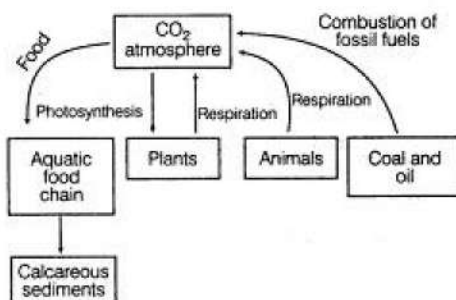 CO2
atmosphere
Combustion of
fossil fuels
Food
Photosynthesis
Respiration
Respiration
Aquatic
food
chain
Plants
Animals
Coal and
oil
Calcareous
sediments